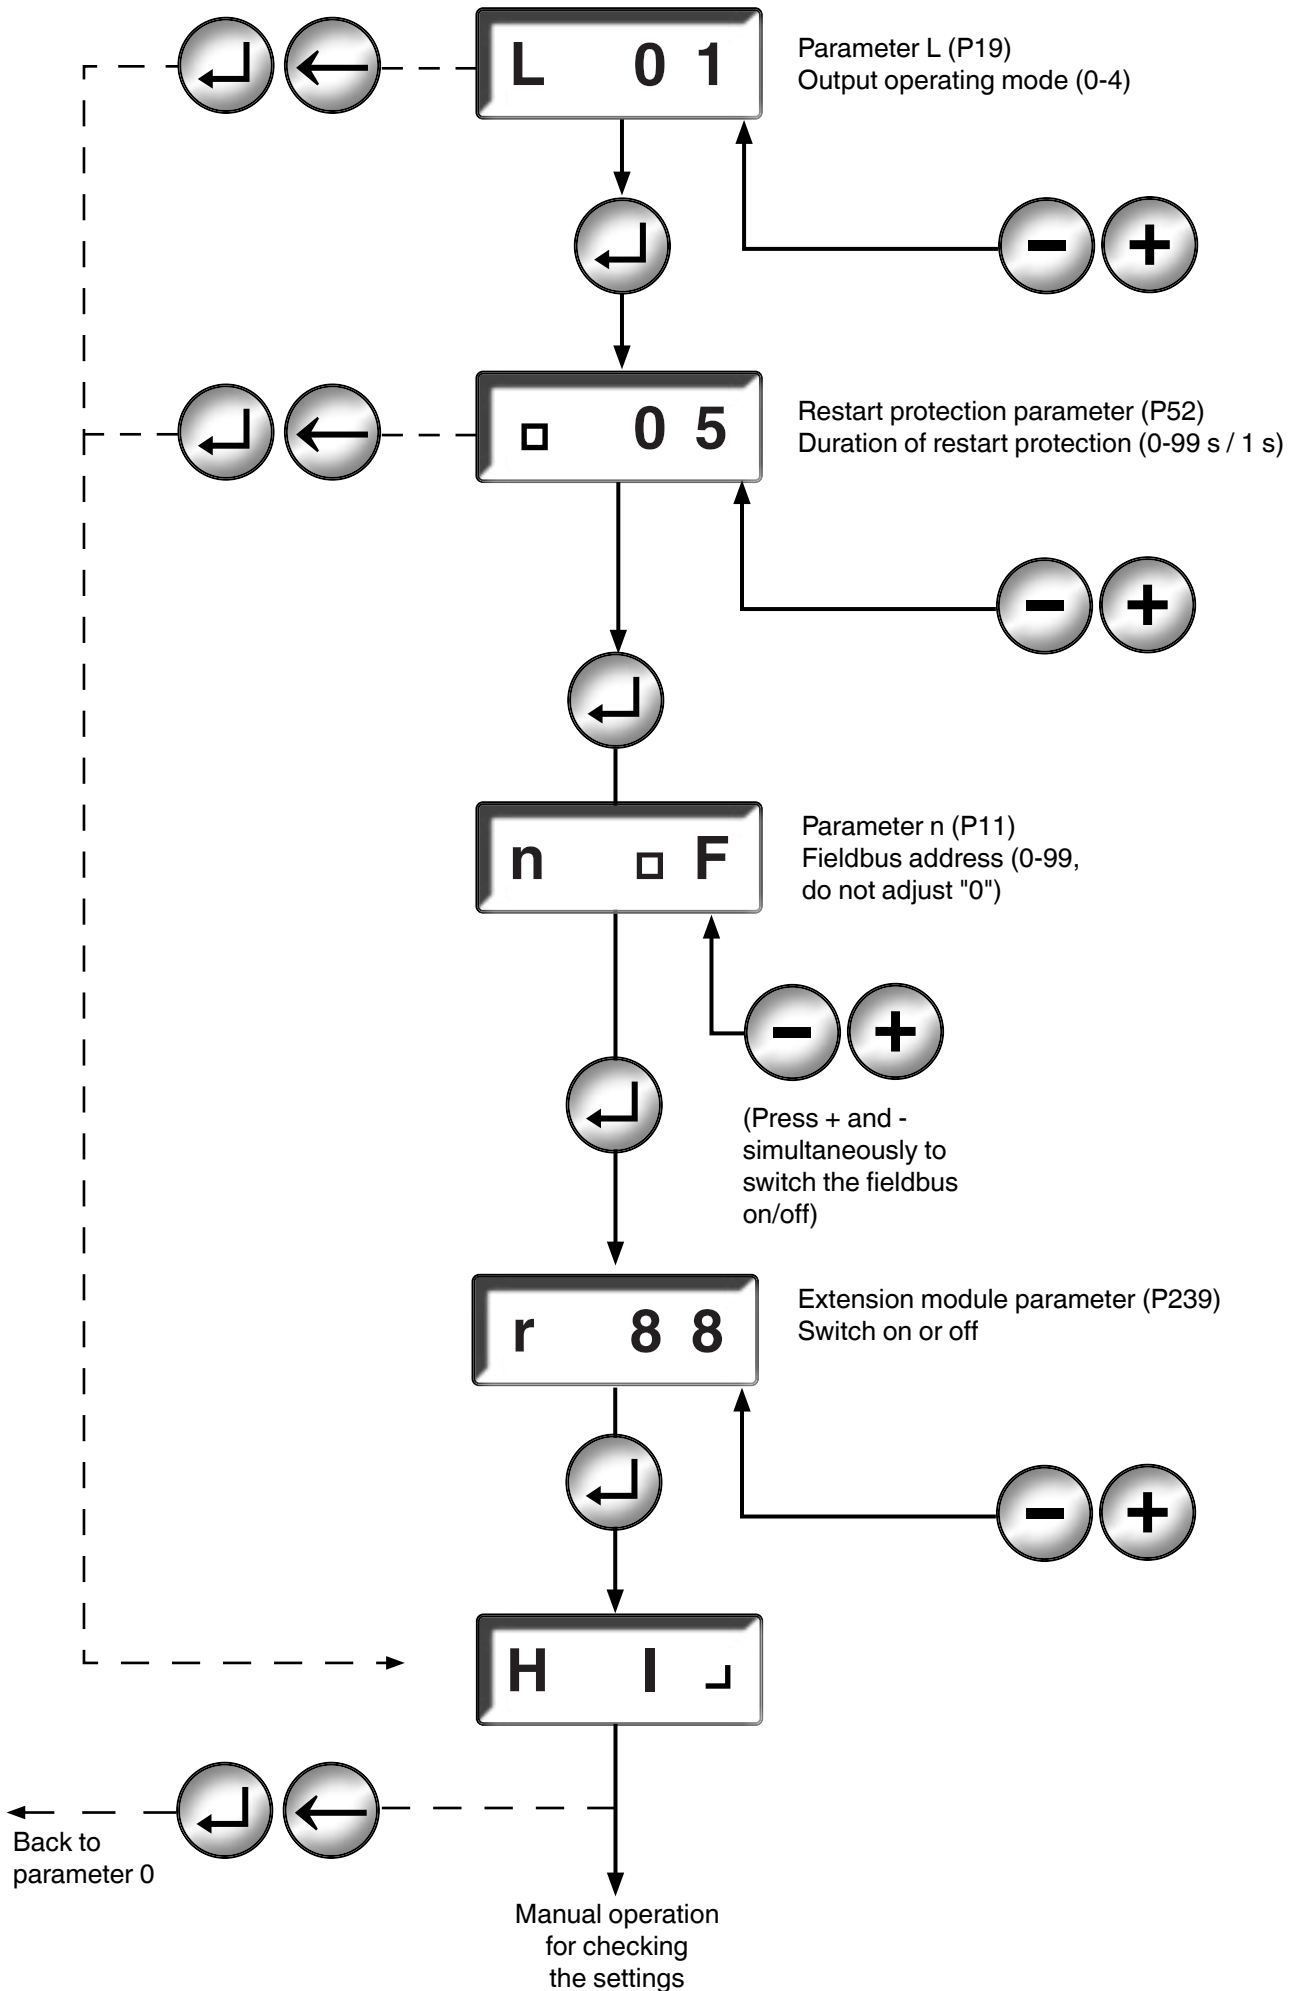 L 0 1
Parameter L (P19)
Output operating mode (0-4)
- +
0 5
Restart protection parameter (P52)
Duration of restart protection (0-99 s / 1 s)
- +
n F
Parameter n (P11)
Fieldbus address (0-99,
do not adjust "0")
- +
(Press + and -
simultaneously to
switch the fieldbus
on/off)
r 8 8
Extension module parameter (P239)
Switch on or off
- +
H I ┘
Back to
parameter 0
Manual operation
for checking
the settings